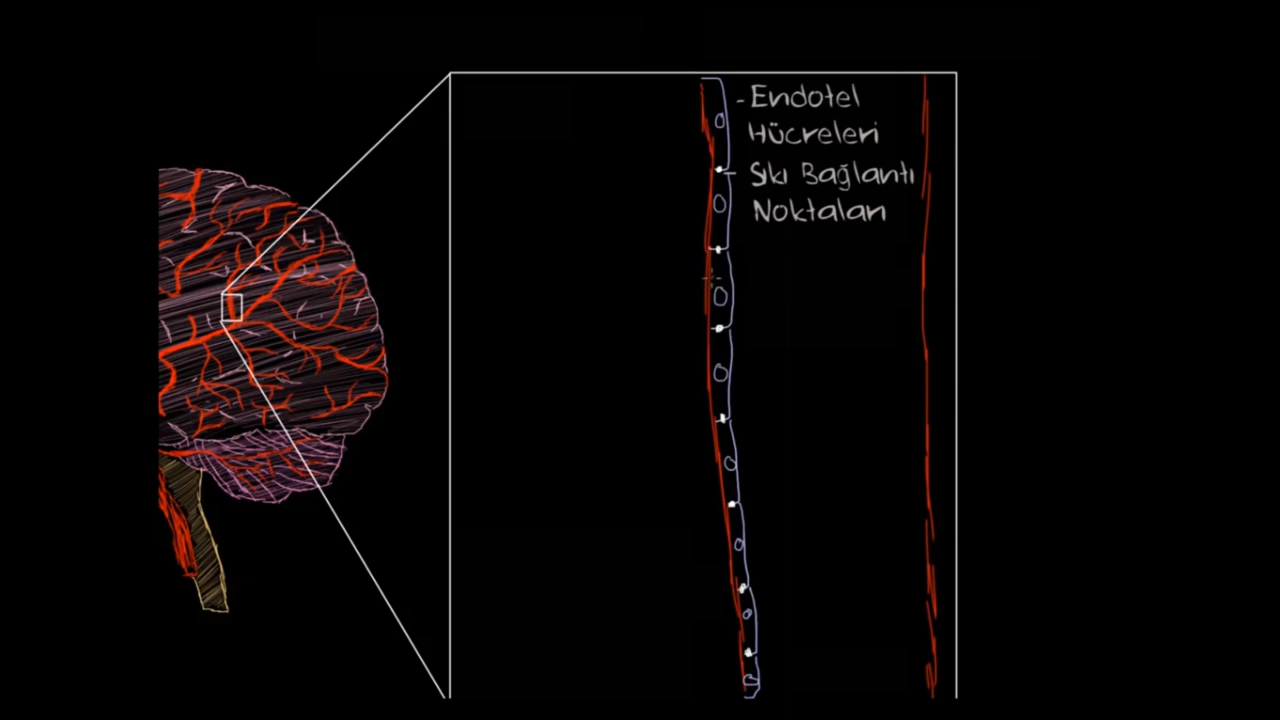 - Endotel
Hücreleri
- Sıkı Bağlantı
Noktaları